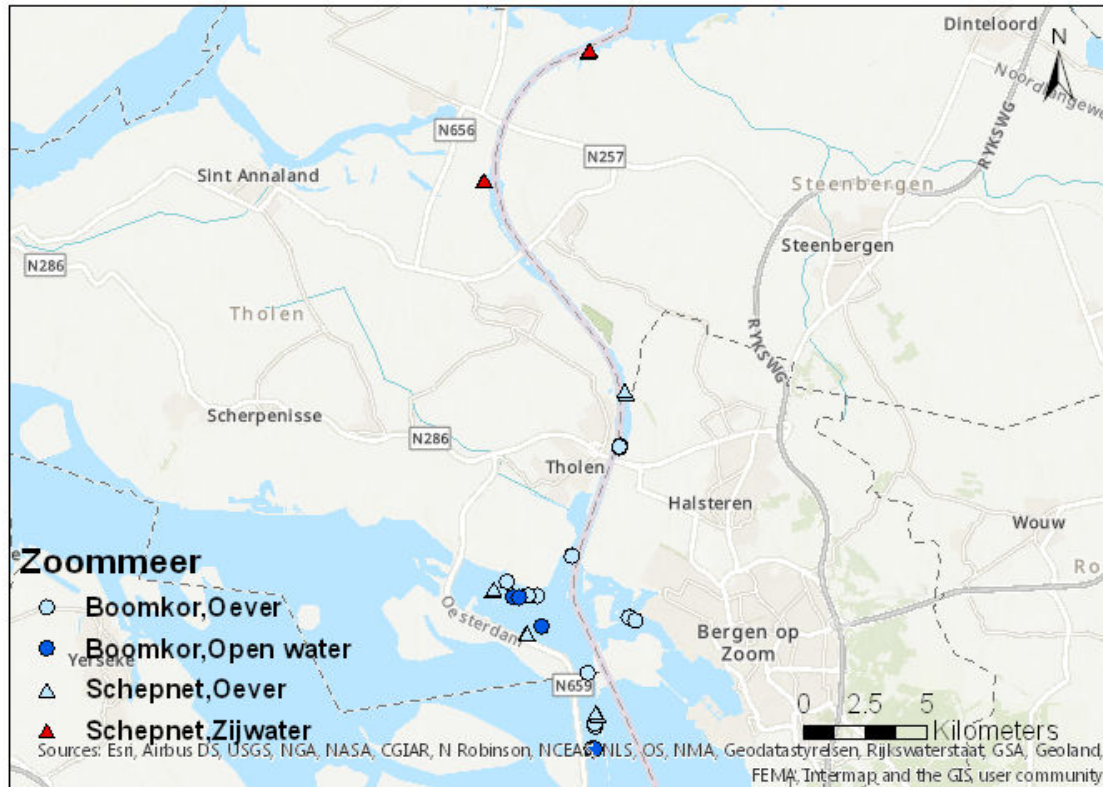 Dinteloord
N
Noordlangeweg
RYKSWG
N656
N257
Sint Annaland
Steenbergen
Steenbergen
N286
Tholen
RYKSWG
Scherpenisse
N286
Tholen
Halsteren
Wouw
Zoommeer
Ro
Boomkor,Oever
Oesterdam
Bergen op
Zoom
Boomkor,Open water
Yerseke
N659
Schepnet,Oever
0 2.5 5
Schepnet,Zijwater
Kilometers
Sources: Esri, Airbus DS, USGS, NGA, NASA, CGIAR, N Robinson, NCEAS, NLS, OS, NMA, Geodatastyrelsen, Rijkswaterstaat, GSA, Geoland,
FEMA, Intermap and the GIS user community